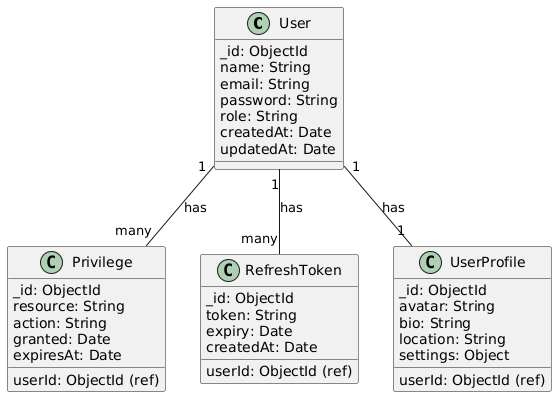 C User
_id: ObjectId
name: String
email: String
password: String
role: String
createdAt: Date
updatedAt: Date
1
1
1
has
has
has
many
many
1
C Privilege
_id: ObjectId
resource: String
action: String
granted: Date
expiresAt: Date
userId: ObjectId (ref)
C RefreshToken
_id: ObjectId
token: String
expiry: Date
createdAt: Date
userId: ObjectId (ref)
C UserProfile
_id: ObjectId
avatar: String
bio: String
location: String
settings: Object
userId: ObjectId (ref)